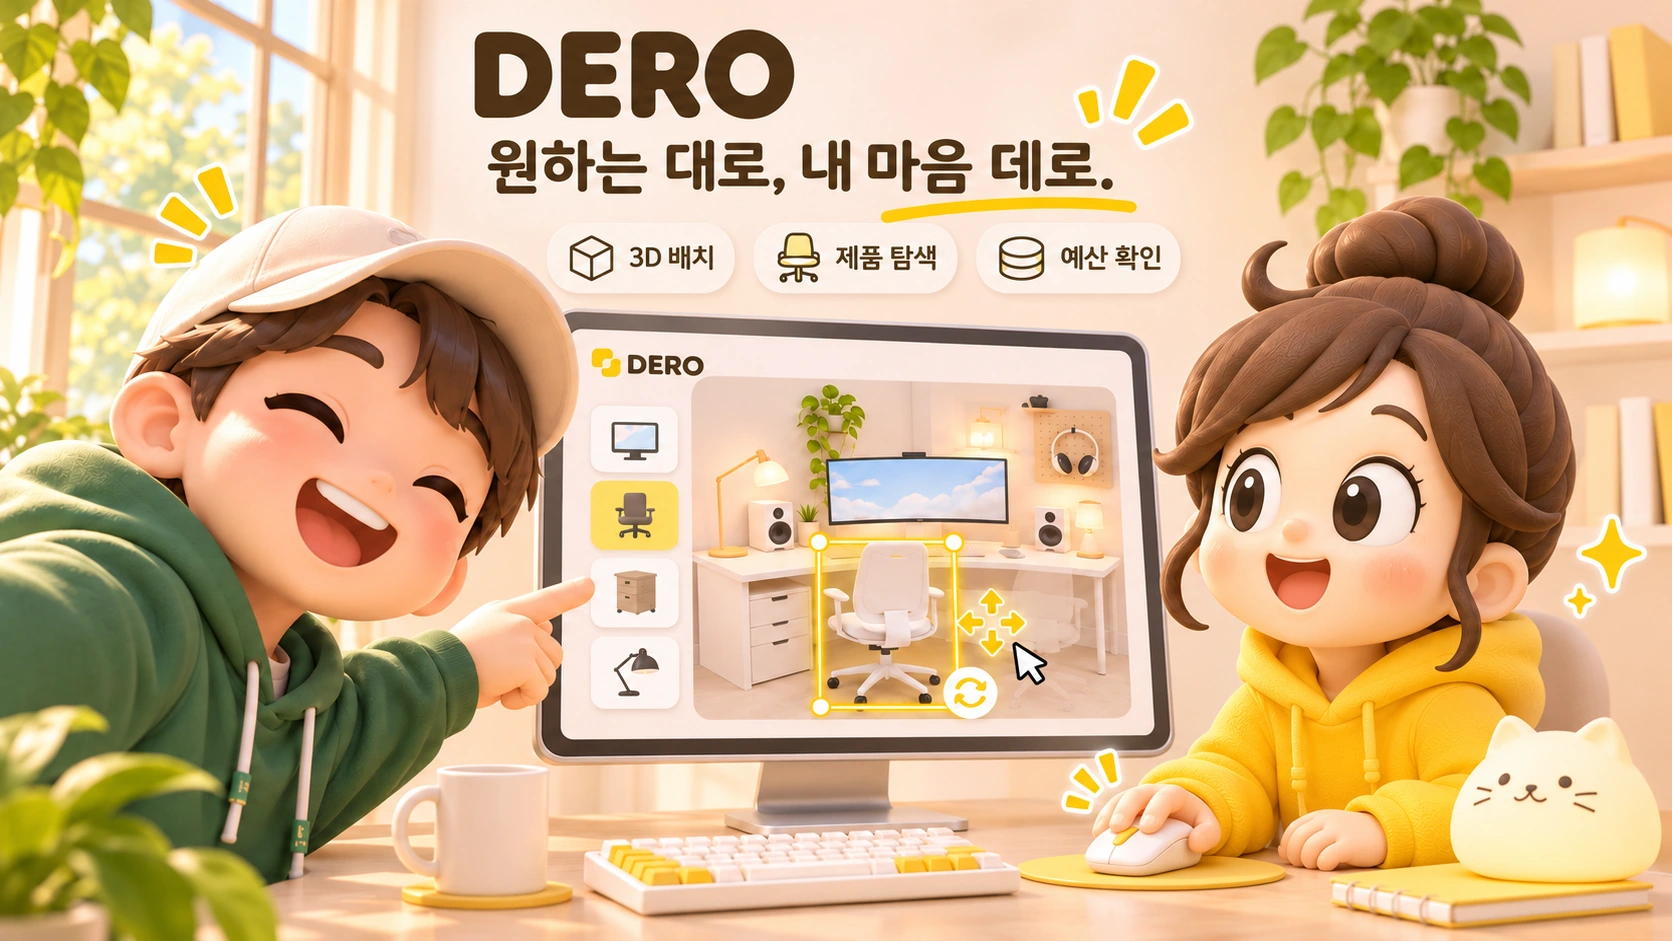 DERO
원하는 대로, 내 마음 데로.
3D 배치
제품 탐색
예산 확인
DERO